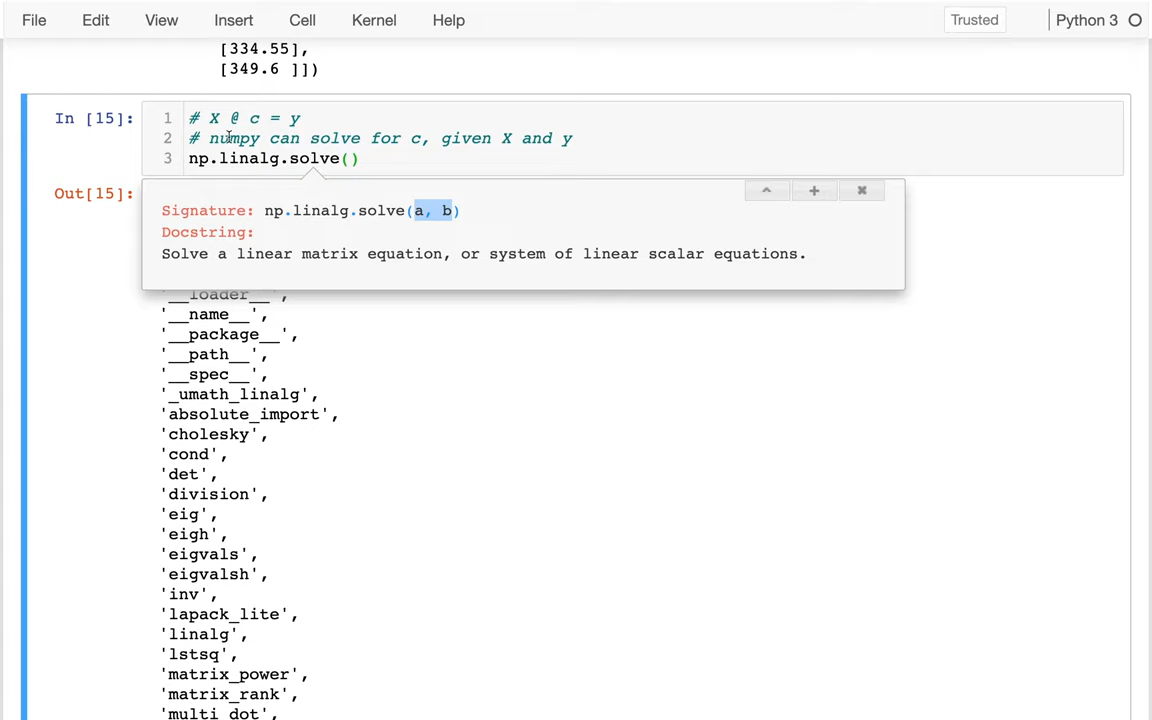 File Edit View Insert Cell Kernel Help Trusted Python 3
[334.55],
[349.6 ]])
In [15]: 1 # X @ c = y
2 # numpy can solve for c, given X and y
3 np.linalg.solve()
Out[15]:
Signature: np.linalg.solve(a, b)
Docstring:
Solve a linear matrix equation, or system of linear scalar equations.
'__loader__',
'__name__',
'__package__',
'__path__',
'__spec__',
'_umath_linalg',
'absolute_import',
'cholesky',
'cond',
'det',
'division',
'eig',
'eigh',
'eigvals',
'eigvalsh',
'inv',
'lapack_lite',
'linalg',
'lstsq',
'matrix_power',
'matrix_rank',
'multi_dot',